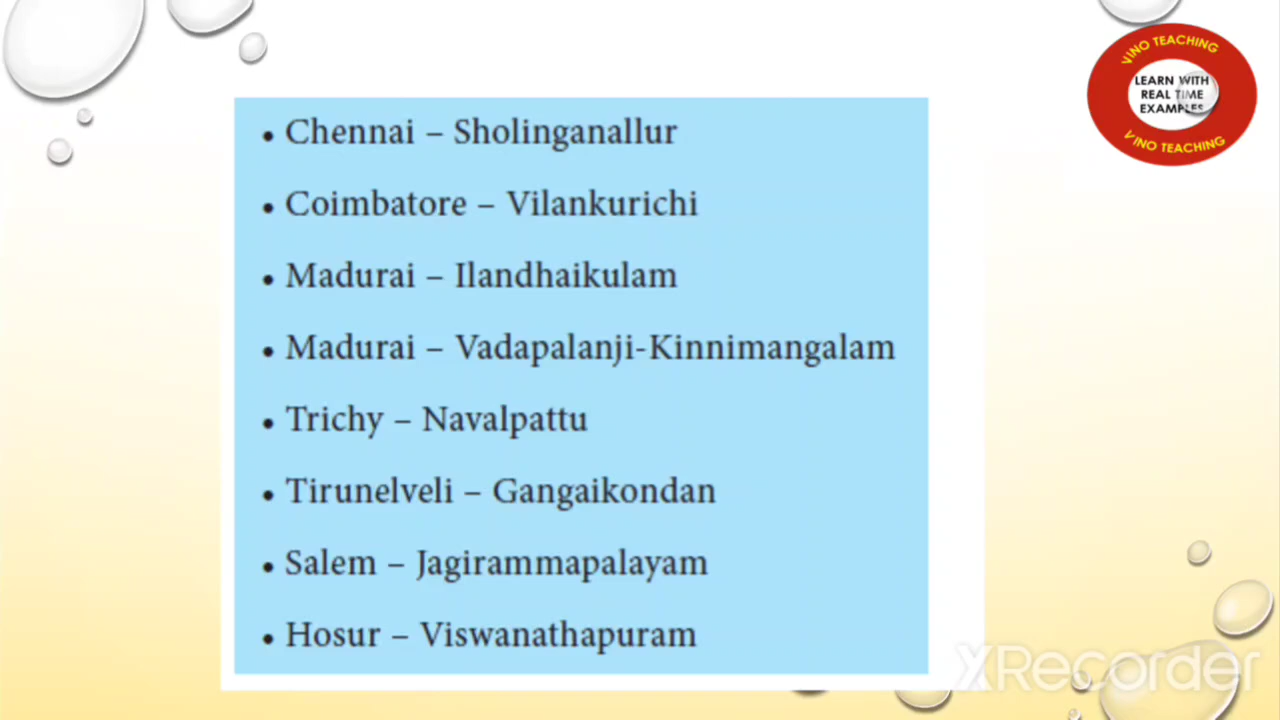 VINO TEACHING
LEARN WITH
REAL TIME
EXAMPLES
VINO TEACHING
• Chennai – Sholinganallur
• Coimbatore – Vilankurichi
• Madurai – Ilandhaikulam
• Madurai – Vadapalanji-Kinnimangalam
• Trichy – Navalpattu
• Tirunelveli – Gangaikondan
• Salem – Jagirammapalayam
• Hosur – Viswanathapuram
XRecorder